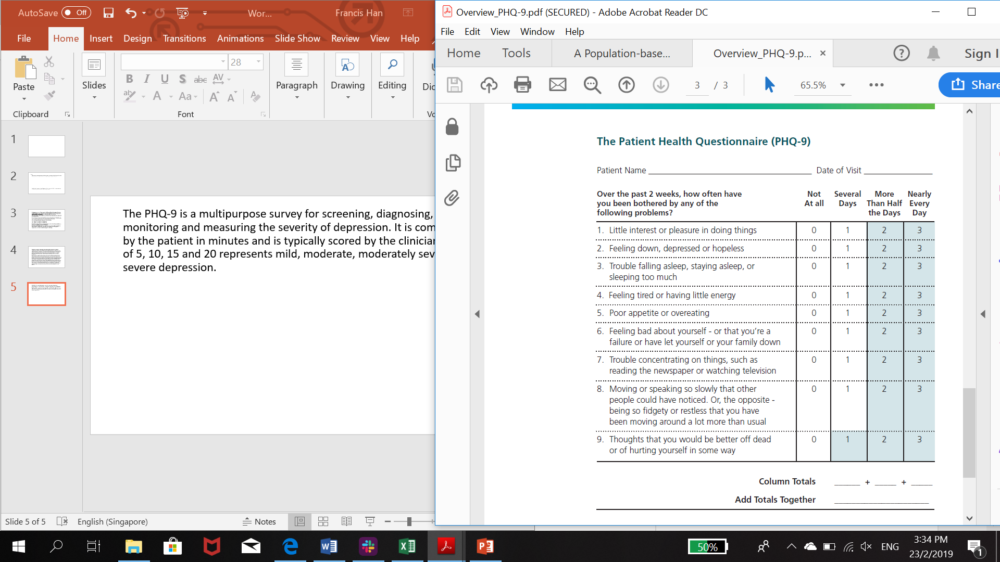 AutoSave Off Wor... Francis Han
File Home Insert Design Transitions Animations Slide Show Review View Help
28
B I U S abc AV
ab A Aa A A A
Paste Slides Paragraph Drawing Editing
Clipboard Font
1
2
3
4
5
The PHQ-9 is a multipurpose survey for screening, diagnosing,
monitoring and measuring the severity of depression. It is com
by the patient in minutes and is typically scored by the clinician
of 5, 10, 15 and 20 represents mild, moderate, moderately sev
severe depression.
Slide 5 of 5 English (Singapore) Notes
Overview_PHQ-9.pdf (SECURED) - Adobe Acrobat Reader DC
File Edit View Window Help
Home Tools A Population-base... Overview_PHQ-9.p... × Sign I
3 / 3 65.5% Share
The Patient Health Questionnaire (PHQ-9)
Patient Name Date of Visit
Over the past 2 weeks, how often have Not Several More Nearly
you been bothered by any of the At all Days Than Half Every
following problems? the Days Day
1. Little interest or pleasure in doing things 0 1 2 3
2. Feeling down, depressed or hopeless 0 1 2 3
3. Trouble falling asleep, staying asleep, or 0 1 2 3
sleeping too much
4. Feeling tired or having little energy 0 1 2 3
5. Poor appetite or overeating 0 1 2 3
6. Feeling bad about yourself - or that you’re a 0 1 2 3
failure or have let yourself or your family down
7. Trouble concentrating on things, such as 0 1 2 3
reading the newspaper or watching television
8. Moving or speaking so slowly that other 0 1 2 3
people could have noticed. Or, the opposite -
being so fidgety or restless that you have
been moving around a lot more than usual
9. Thoughts that you would be better off dead 0 1 2 3
or of hurting yourself in some way
Column Totals + +
Add Totals Together
50% ENG 3:34 PM
23/2/2019
1